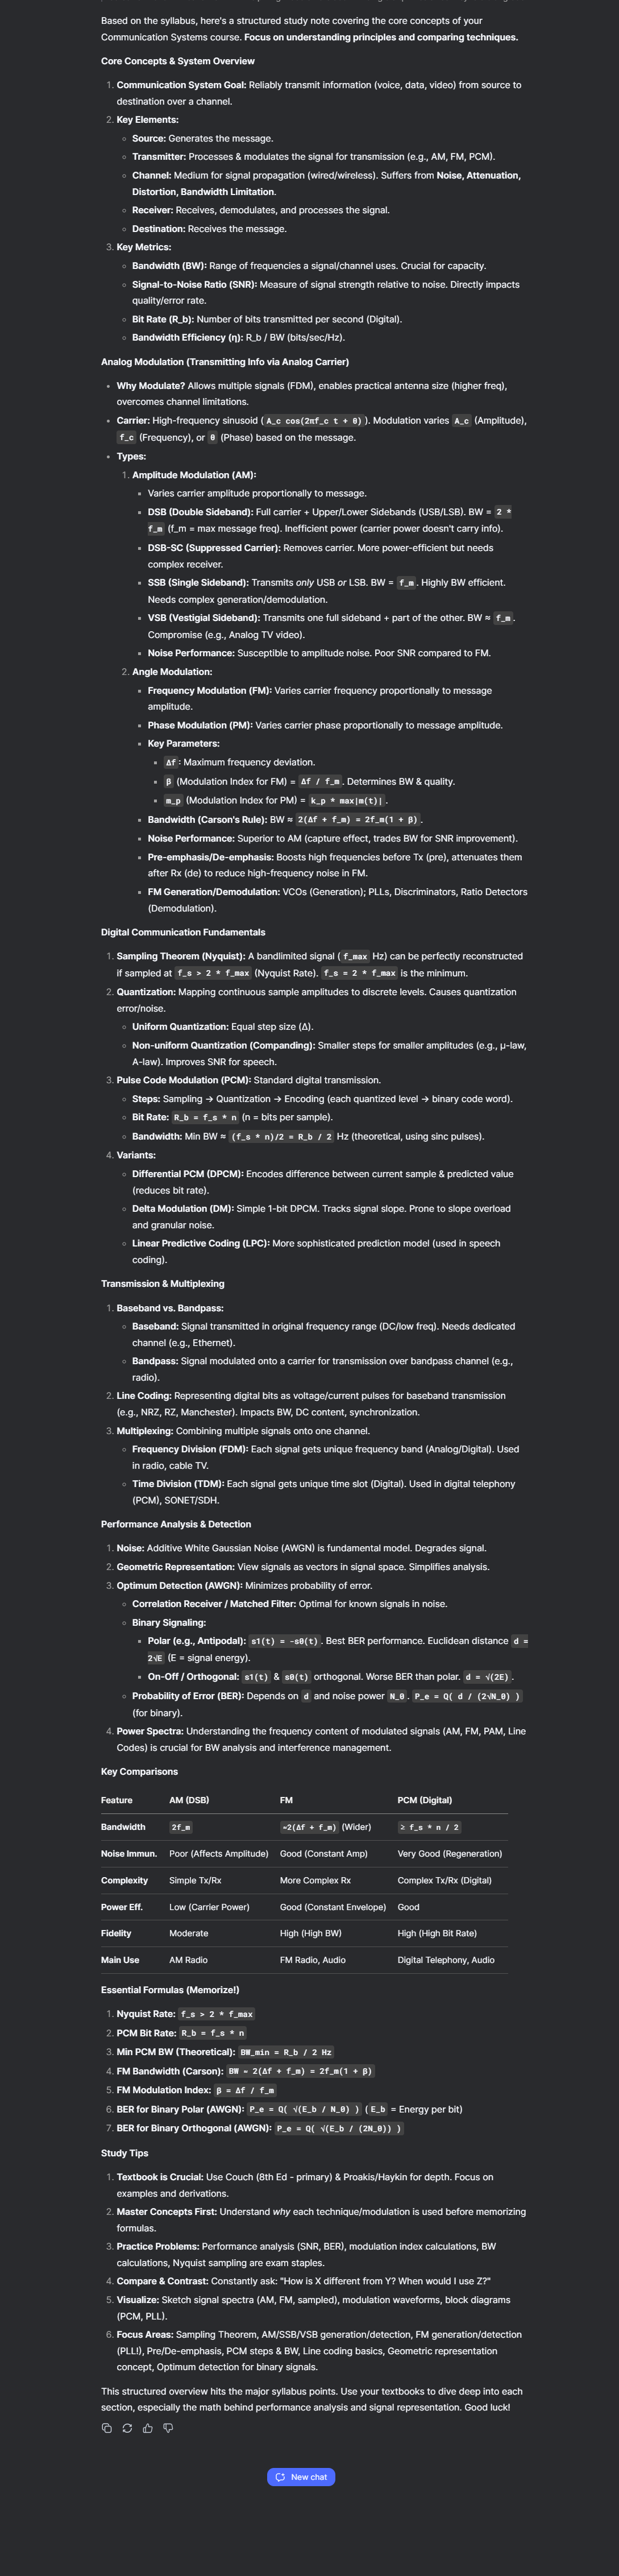 Based on the syllabus, here's a structured study note covering the core concepts of your
Communication Systems course. Focus on understanding principles and comparing techniques.
Core Concepts & System Overview
1. Communication System Goal: Reliably transmit information (voice, data, video) from source to
destination over a channel.
2. Key Elements:
◦ Source: Generates the message.
◦ Transmitter: Processes & modulates the signal for transmission (e.g., AM, FM, PCM).
◦ Channel: Medium for signal propagation (wired/wireless). Suffers from Noise, Attenuation,
Distortion, Bandwidth Limitation.
◦ Receiver: Receives, demodulates, and processes the signal.
◦ Destination: Receives the message.
3. Key Metrics:
◦ Bandwidth (BW): Range of frequencies a signal/channel uses. Crucial for capacity.
◦ Signal-to-Noise Ratio (SNR): Measure of signal strength relative to noise. Directly impacts
quality/error rate.
◦ Bit Rate (R_b): Number of bits transmitted per second (Digital).
◦ Bandwidth Efficiency (η): R_b / BW (bits/sec/Hz).
Analog Modulation (Transmitting Info via Analog Carrier)
• Why Modulate? Allows multiple signals (FDM), enables practical antenna size (higher freq),
overcomes channel limitations.
• Carrier: High-frequency sinusoid ( A_c cos(2πf_c t + θ) ). Modulation varies A_c (Amplitude),
f_c (Frequency), or θ (Phase) based on the message.
• Types:
1. Amplitude Modulation (AM):
▪ Varies carrier amplitude proportionally to message.
▪ DSB (Double Sideband): Full carrier + Upper/Lower Sidebands (USB/LSB). BW = 2 *
f_m (f_m = max message freq). Inefficient power (carrier power doesn't carry info).
▪ DSB-SC (Suppressed Carrier): Removes carrier. More power-efficient but needs
complex receiver.
▪ SSB (Single Sideband): Transmits only USB or LSB. BW = f_m . Highly BW efficient.
Needs complex generation/demodulation.
▪ VSB (Vestigial Sideband): Transmits one full sideband + part of the other. BW ≈ f_m .
Compromise (e.g., Analog TV video).
▪ Noise Performance: Susceptible to amplitude noise. Poor SNR compared to FM.
2. Angle Modulation:
▪ Frequency Modulation (FM): Varies carrier frequency proportionally to message
amplitude.
▪ Phase Modulation (PM): Varies carrier phase proportionally to message amplitude.
▪ Key Parameters:
▪ Δf : Maximum frequency deviation.
▪ β (Modulation Index for FM) = Δf / f_m . Determines BW & quality.
▪ m_p (Modulation Index for PM) = k_p * max|m(t)| .
▪ Bandwidth (Carson's Rule): BW ≈ 2(Δf + f_m) = 2f_m(1 + β) .
▪ Noise Performance: Superior to AM (capture effect, trades BW for SNR improvement).
▪ Pre-emphasis/De-emphasis: Boosts high frequencies before Tx (pre), attenuates them
after Rx (de) to reduce high-frequency noise in FM.
▪ FM Generation/Demodulation: VCOs (Generation); PLLs, Discriminators, Ratio Detectors
(Demodulation).
Digital Communication Fundamentals
1. Sampling Theorem (Nyquist): A bandlimited signal ( f_max Hz) can be perfectly reconstructed
if sampled at f_s > 2 * f_max (Nyquist Rate). f_s = 2 * f_max is the minimum.
2. Quantization: Mapping continuous sample amplitudes to discrete levels. Causes quantization
error/noise.
◦ Uniform Quantization: Equal step size (Δ).
◦ Non-uniform Quantization (Companding): Smaller steps for smaller amplitudes (e.g., μ-law,
A-law). Improves SNR for speech.
3. Pulse Code Modulation (PCM): Standard digital transmission.
◦ Steps: Sampling → Quantization → Encoding (each quantized level → binary code word).
◦ Bit Rate: R_b = f_s * n (n = bits per sample).
◦ Bandwidth: Min BW ≈ (f_s * n)/2 = R_b / 2 Hz (theoretical, using sinc pulses).
4. Variants:
◦ Differential PCM (DPCM): Encodes difference between current sample & predicted value
(reduces bit rate).
◦ Delta Modulation (DM): Simple 1-bit DPCM. Tracks signal slope. Prone to slope overload
and granular noise.
◦ Linear Predictive Coding (LPC): More sophisticated prediction model (used in speech
coding).
Transmission & Multiplexing
1. Baseband vs. Bandpass:
◦ Baseband: Signal transmitted in original frequency range (DC/low freq). Needs dedicated
channel (e.g., Ethernet).
◦ Bandpass: Signal modulated onto a carrier for transmission over bandpass channel (e.g.,
radio).
2. Line Coding: Representing digital bits as voltage/current pulses for baseband transmission
(e.g., NRZ, RZ, Manchester). Impacts BW, DC content, synchronization.
3. Multiplexing: Combining multiple signals onto one channel.
◦ Frequency Division (FDM): Each signal gets unique frequency band (Analog/Digital). Used
in radio, cable TV.
◦ Time Division (TDM): Each signal gets unique time slot (Digital). Used in digital telephony
(PCM), SONET/SDH.
Performance Analysis & Detection
1. Noise: Additive White Gaussian Noise (AWGN) is fundamental model. Degrades signal.
2. Geometric Representation: View signals as vectors in signal space. Simplifies analysis.
3. Optimum Detection (AWGN): Minimizes probability of error.
◦ Correlation Receiver / Matched Filter: Optimal for known signals in noise.
◦ Binary Signaling:
▪ Polar (e.g., Antipodal): s1(t) = -s0(t) . Best BER performance. Euclidean distance d =
2√E (E = signal energy).
▪ On-Off / Orthogonal: s1(t) & s0(t) orthogonal. Worse BER than polar. d = √(2E) .
◦ Probability of Error (BER): Depends on d and noise power N_0 . P_e = Q( d / (2√N_0) )
(for binary).
4. Power Spectra: Understanding the frequency content of modulated signals (AM, FM, PAM, Line
Codes) is crucial for BW analysis and interference management.
Key Comparisons
Feature AM (DSB) FM PCM (Digital)
Bandwidth 2f_m ≈2(Δf + f_m) (Wider) ≥ f_s * n / 2
Noise Immun. Poor (Affects Amplitude) Good (Constant Amp) Very Good (Regeneration)
Complexity Simple Tx/Rx More Complex Rx Complex Tx/Rx (Digital)
Power Eff. Low (Carrier Power) Good (Constant Envelope) Good
Fidelity Moderate High (High BW) High (High Bit Rate)
Main Use AM Radio FM Radio, Audio Digital Telephony, Audio
Essential Formulas (Memorize!)
1. Nyquist Rate: f_s > 2 * f_max
2. PCM Bit Rate: R_b = f_s * n
3. Min PCM BW (Theoretical): BW_min = R_b / 2 Hz
4. FM Bandwidth (Carson): BW ≈ 2(Δf + f_m) = 2f_m(1 + β)
5. FM Modulation Index: β = Δf / f_m
6. BER for Binary Polar (AWGN): P_e = Q( √(E_b / N_0) ) ( E_b = Energy per bit)
7. BER for Binary Orthogonal (AWGN): P_e = Q( √(E_b / (2N_0)) )
Study Tips
1. Textbook is Crucial: Use Couch (8th Ed - primary) & Proakis/Haykin for depth. Focus on
examples and derivations.
2. Master Concepts First: Understand why each technique/modulation is used before memorizing
formulas.
3. Practice Problems: Performance analysis (SNR, BER), modulation index calculations, BW
calculations, Nyquist sampling are exam staples.
4. Compare & Contrast: Constantly ask: "How is X different from Y? When would I use Z?"
5. Visualize: Sketch signal spectra (AM, FM, sampled), modulation waveforms, block diagrams
(PCM, PLL).
6. Focus Areas: Sampling Theorem, AM/SSB/VSB generation/detection, FM generation/detection
(PLL!), Pre/De-emphasis, PCM steps & BW, Line coding basics, Geometric representation
concept, Optimum detection for binary signals.
This structured overview hits the major syllabus points. Use your textbooks to dive deep into each
section, especially the math behind performance analysis and signal representation. Good luck!
New chat